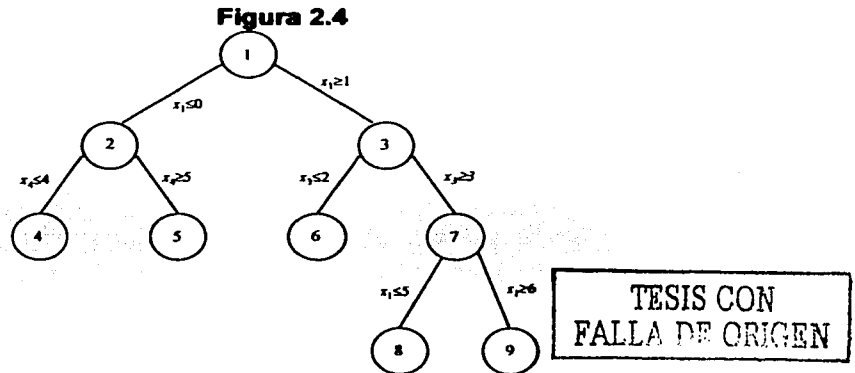 Figura 2.4
1
x₁≤0
x₁≥1
2
3
x₄≤4
x₄≥5
x₃≤2
x₃≥3
4
5
6
7
x₁≤5
x₁≥6
8
9
TESIS CON
FALLA DE ORIGEN